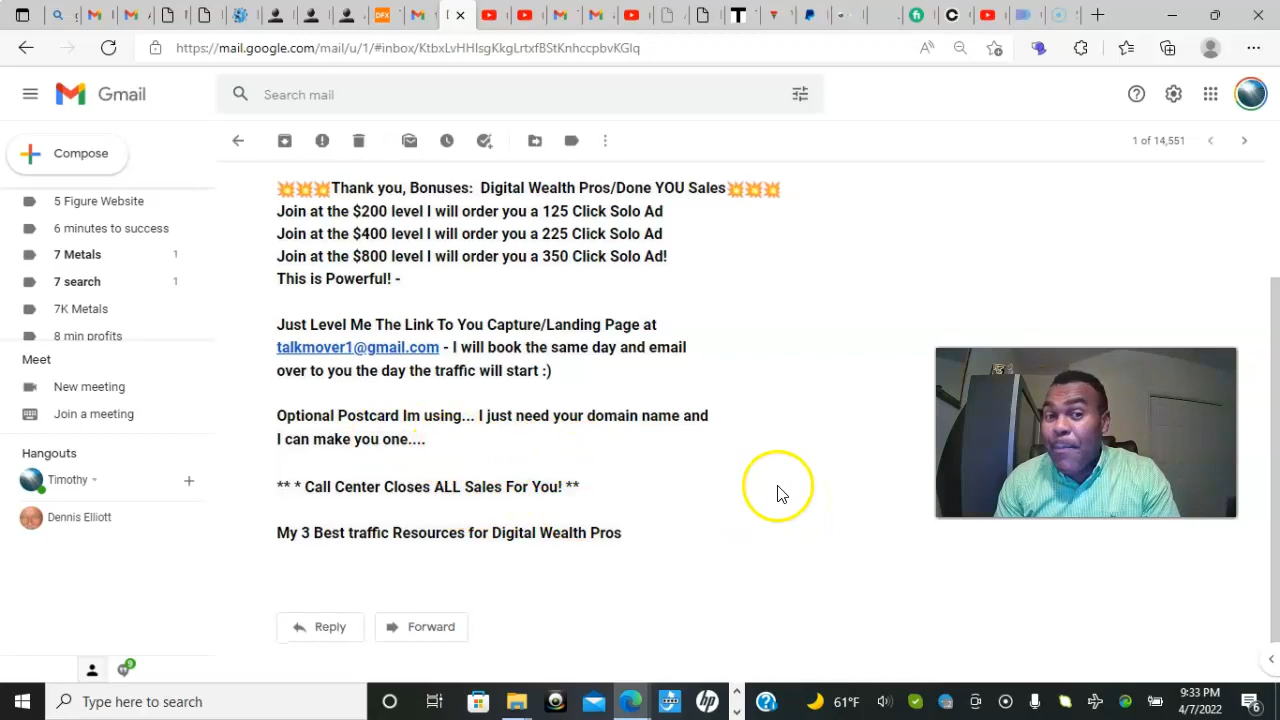 https://mail.google.com/mail/u/1/#inbox/KtbxLvHHlsgKkgLrtxfBStKnhccpbvKGlq
Gmail
Search mail
Compose
1 of 14,551
5 Figure Website
6 minutes to success
7 Metals 1
7 search 1
7K Metals
8 min profits
Meet
New meeting
Join a meeting
Hangouts
Timothy
Dennis Elliott
9
💥💥💥Thank you, Bonuses:  Digital Wealth Pros/Done YOU Sales💥💥💥
Join at the $200 level I will order you a 125 Click Solo Ad
Join at the $400 level I will order you a 225 Click Solo Ad
Join at the $800 level I will order you a 350 Click Solo Ad!
This is Powerful! -
Just Level Me The Link To You Capture/Landing Page at
talkmover1@gmail.com - I will book the same day and email
over to you the day the traffic will start :)
Optional Postcard Im using... I just need your domain name and
I can make you one....
** * Call Center Closes ALL Sales For You! **
My 3 Best traffic Resources for Digital Wealth Pros
Reply
Forward
Type here to search
61°F
9:33 PM
4/7/2022
6